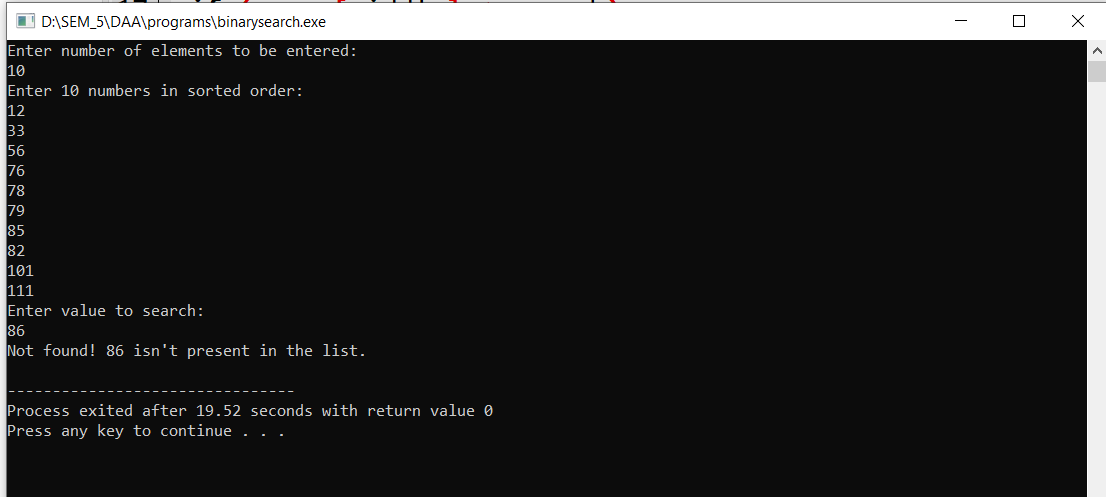 D:\SEM_5\DAA\programs\binarysearch.exe
Enter number of elements to be entered:
10
Enter 10 numbers in sorted order:
12
33
56
76
78
79
85
82
101
111
Enter value to search:
86
Not found! 86 isn't present in the list.
--------------------------------
Process exited after 19.52 seconds with return value 0
Press any key to continue . . .